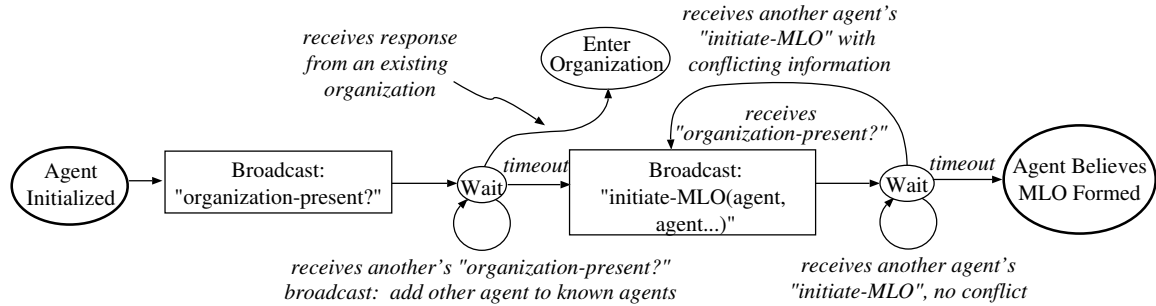 receives response
from an existing
organization
Enter
Organization
receives another agent's
"initiate-MLO" with
conflicting information
receives
"organization-present?"
Agent
Initialized
Broadcast:
"organization-present?"
Wait
timeout
Broadcast:
"initiate-MLO(agent,
agent...)"
Wait
timeout
Agent Believes
MLO Formed
receives another's "organization-present?"
broadcast: add other agent to known agents
receives another agent's
"initiate-MLO", no conflict